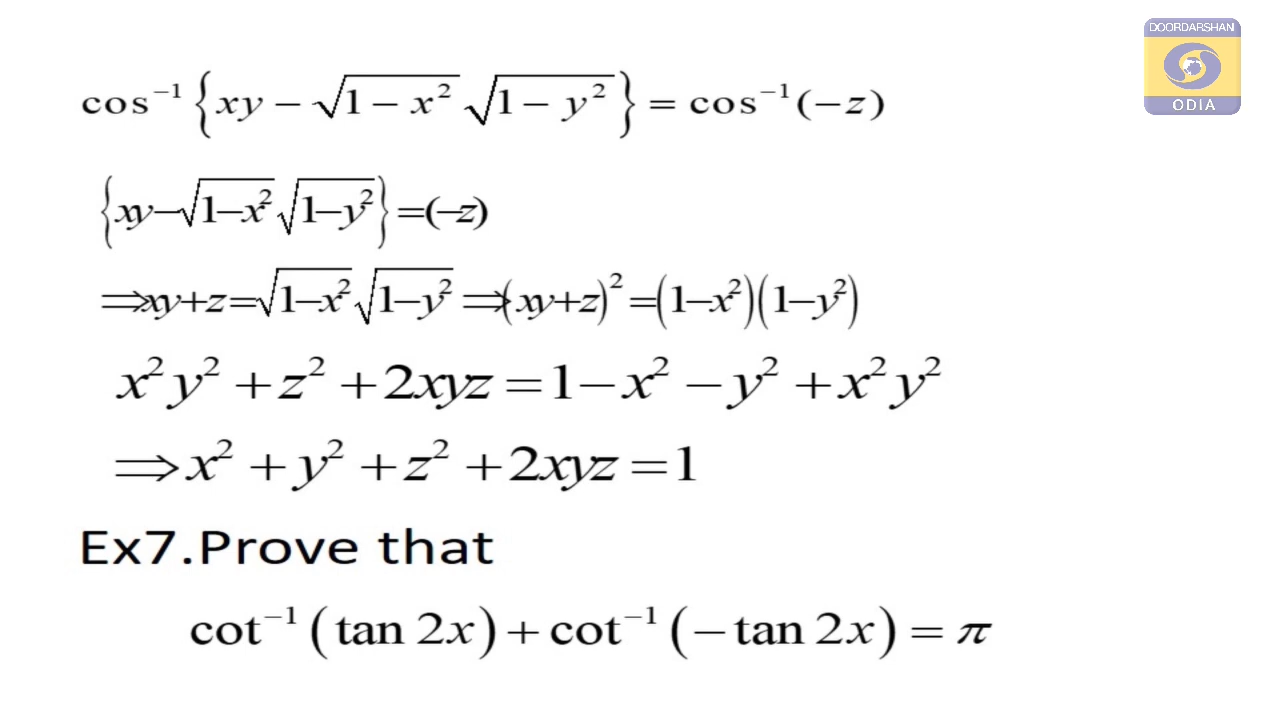 DOORDARSHAN
ODIA
cos⁻¹ {xy − √(1 − x²) √(1 − y²)} = cos⁻¹(−z)
{xy−√(1−x²) √(1−y²)} =(−z)
⇒xy+z=√(1−x²) √(1−y²) ⇒(xy+z)² =(1−x²)(1−y²)
x²y² + z² + 2xyz = 1 − x² − y² + x²y²
⇒ x² + y² + z² + 2xyz = 1
Ex7.Prove that
cot⁻¹ (tan 2x) + cot⁻¹ (− tan 2x) = π